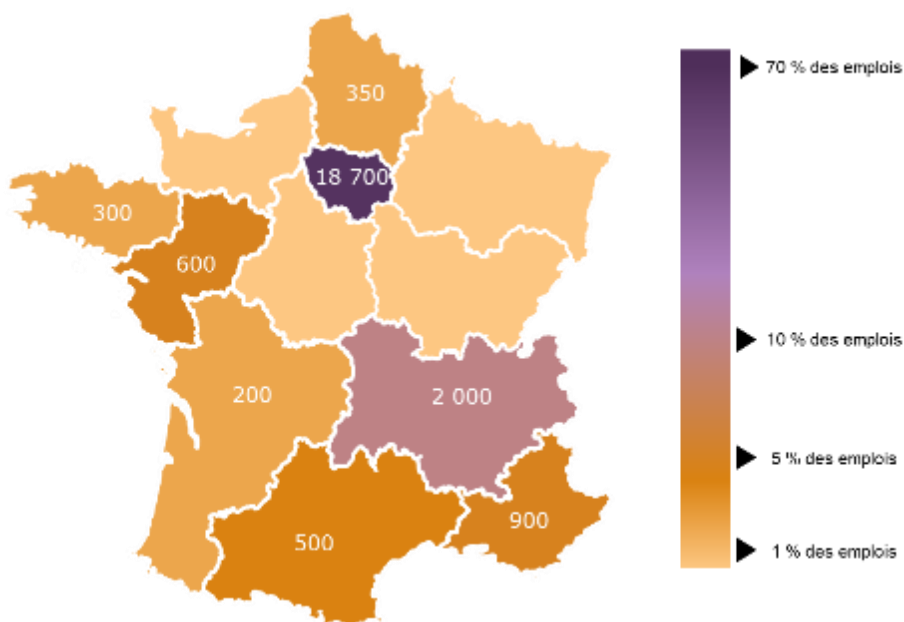 70 % des emplois
350
18 700
300
600
10 % des emplois
200
2 000
5 % des emplois
900
500
1 % des emplois